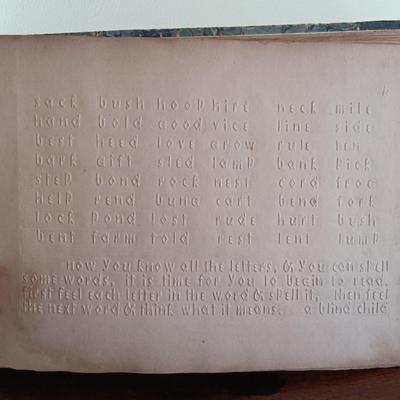 sack bush hoop hire neck mile
hand bold good vice line side
best heed love grow rule ten
bark gift sled lamp bank pick
step bond rock nest cord frog
help rend bung cart bend fork
lock pond lost rude hurt bush
bent farm told rest lent lump
now you know all the letters, & you can spell
some words, it is time for you to begin to read.
first feel each letter in the word & spell it, then feel
the next word & think what it means. a blind child